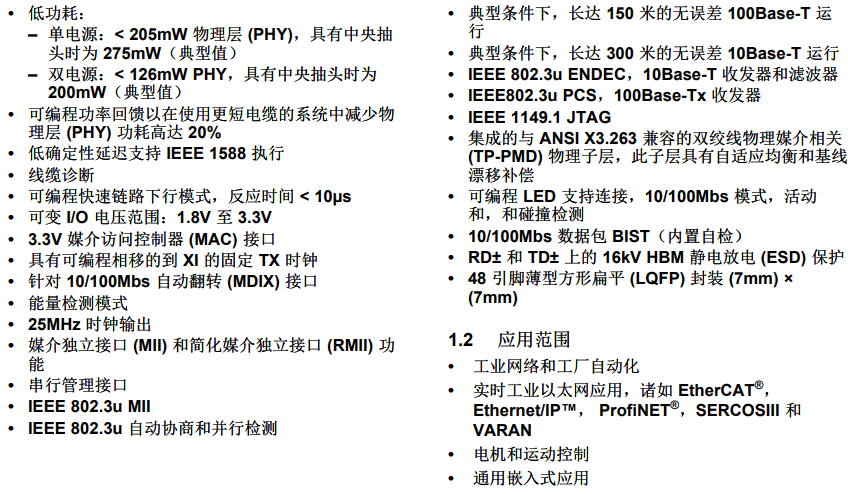 • 低功耗：
– 单电源：< 205mW 物理层 (PHY)，具有中央抽
头时为 275mW（典型值）
– 双电源：< 126mW PHY，具有中央抽头时为
200mW（典型值）
• 可编程功率回馈以在使用更短电缆的系统中减少物
理层 (PHY) 功耗高达 20%
• 低确定性延迟支持 IEEE 1588 执行
• 线缆诊断
• 可编程快速链路下行模式，反应时间 < 10µs
• 可变 I/O 电压范围：1.8V 至 3.3V
• 3.3V 媒介访问控制器 (MAC) 接口
• 具有可编程相移的到 XI 的固定 TX 时钟
• 针对 10/100Mbs 自动翻转 (MDIX) 接口
• 能量检测模式
• 25MHz 时钟输出
• 媒介独立接口 (MII) 和简化媒介独立接口 (RMII) 功
能
• 串行管理接口
• IEEE 802.3u MII
• IEEE 802.3u 自动协商和并行检测
• 典型条件下，长达 150 米的无误差 100Base-T 运
行
• 典型条件下，长达 300 米的无误差 10Base-T 运行
• IEEE 802.3u ENDEC，10Base-T 收发器和滤波器
• IEEE802.3u PCS，100Base-Tx 收发器
• IEEE 1149.1 JTAG
• 集成的与 ANSI X3.263 兼容的双绞线物理媒介相关
(TP-PMD) 物理子层，此子层具有自适应均衡和基线
漂移补偿
• 可编程 LED 支持连接，10/100Mbs 模式，活动
和，和碰撞检测
• 10/100Mbs 数据包 BIST（内置自检）
• RD± 和 TD± 上的 16kV HBM 静电放电 (ESD) 保护
• 48 引脚薄型方形扁平 (LQFP) 封装 (7mm) ×
(7mm)
1.2 应用范围
• 工业网络和工厂自动化
• 实时工业以太网应用，诸如 EtherCAT®，
Ethernet/IP™， ProfiNET®，SERCOSIII 和
VARAN
• 电机和运动控制
• 通用嵌入式应用